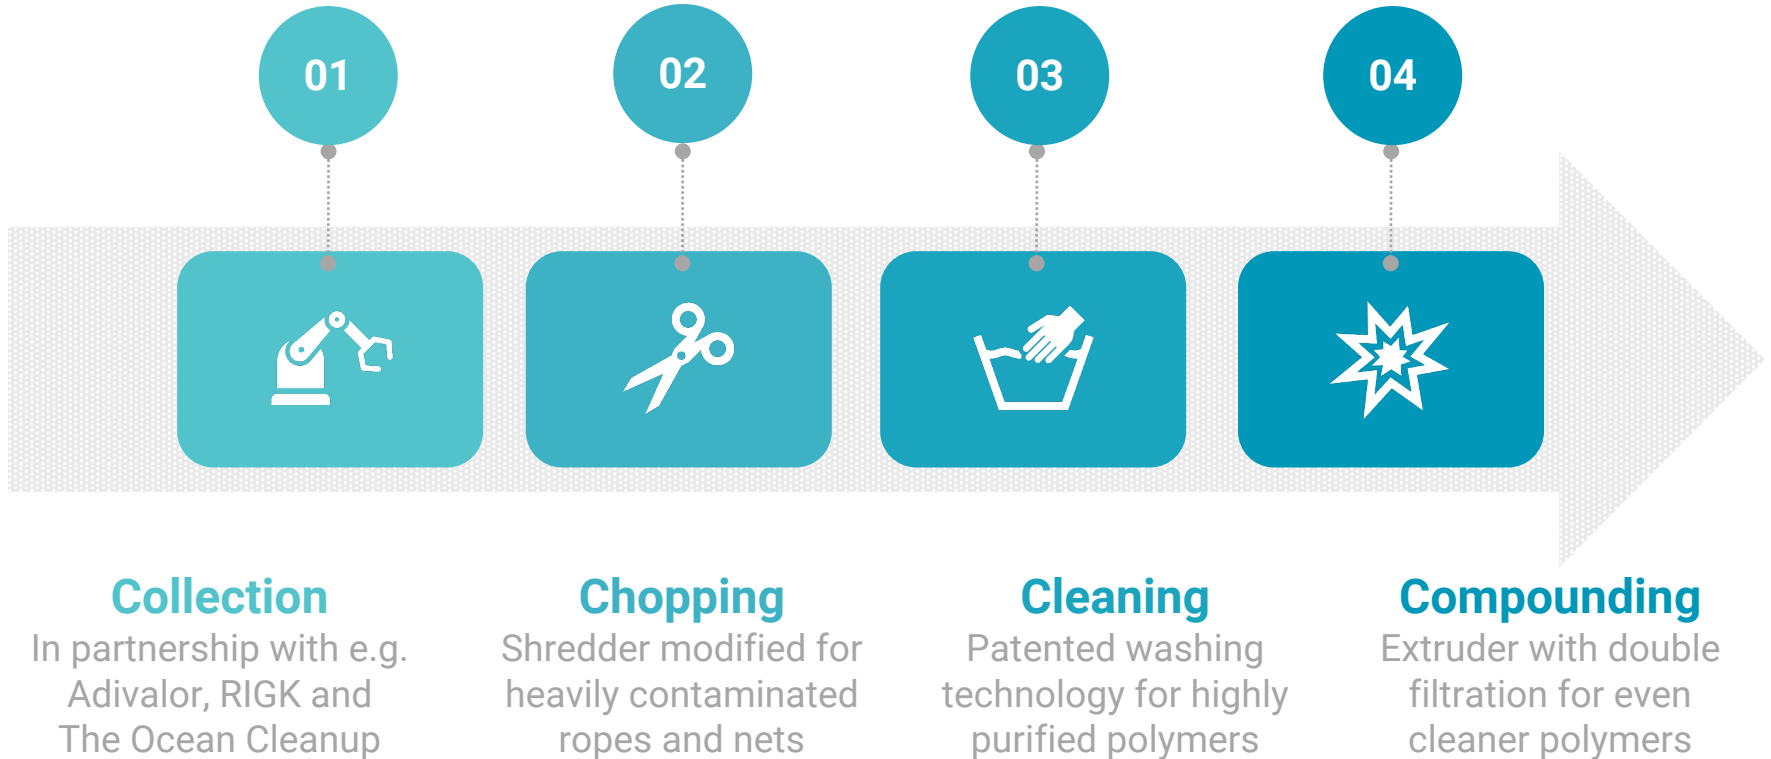 01
02
03
04
Collection
In partnership with e.g.
Adivalor, RIGK and
The Ocean Cleanup
Chopping
Shredder modified for
heavily contaminated
ropes and nets
Cleaning
Patented washing
technology for highly
purified polymers
Compounding
Extruder with double
filtration for even
cleaner polymers